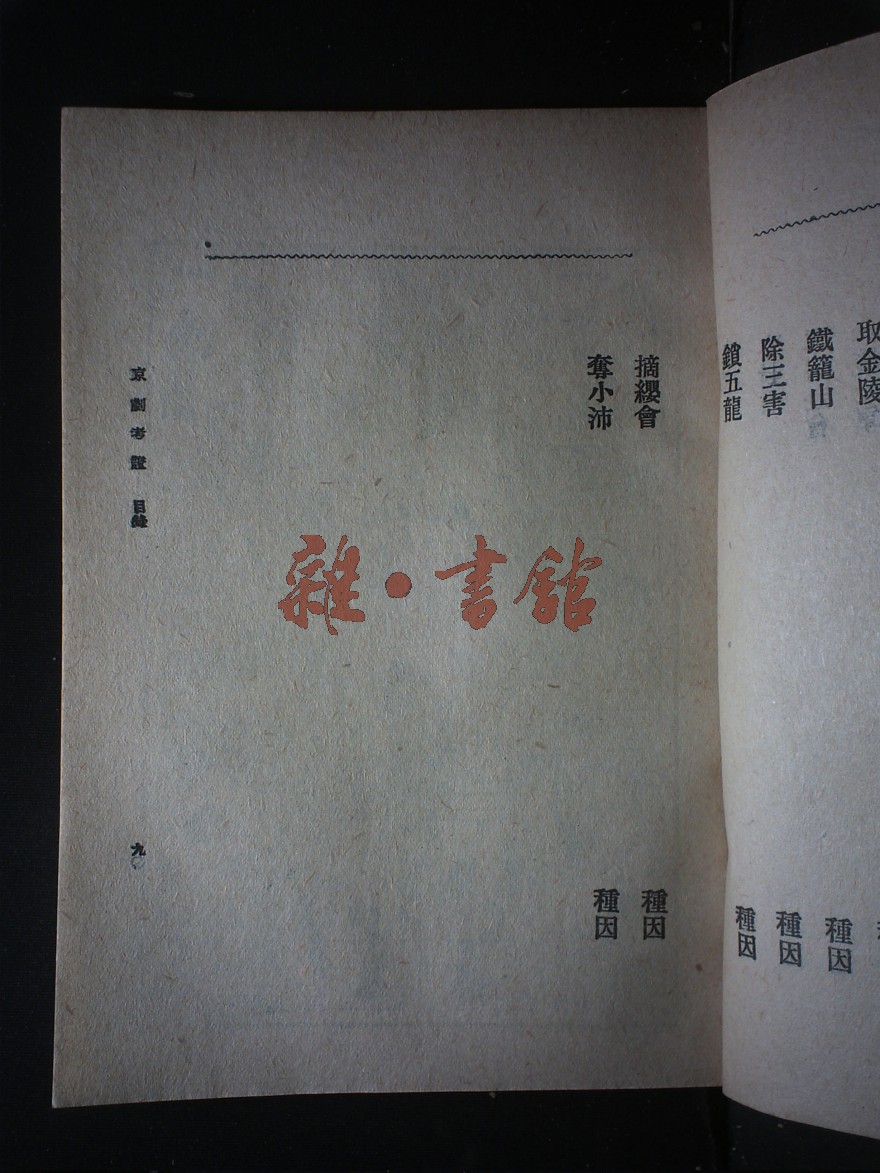 取金陵
鐵籠山 種因
除三害 種因
鎖五龍 種因
摘纓會 種因
奪小沛 種因
京劇考證 目錄 九
雜·書館